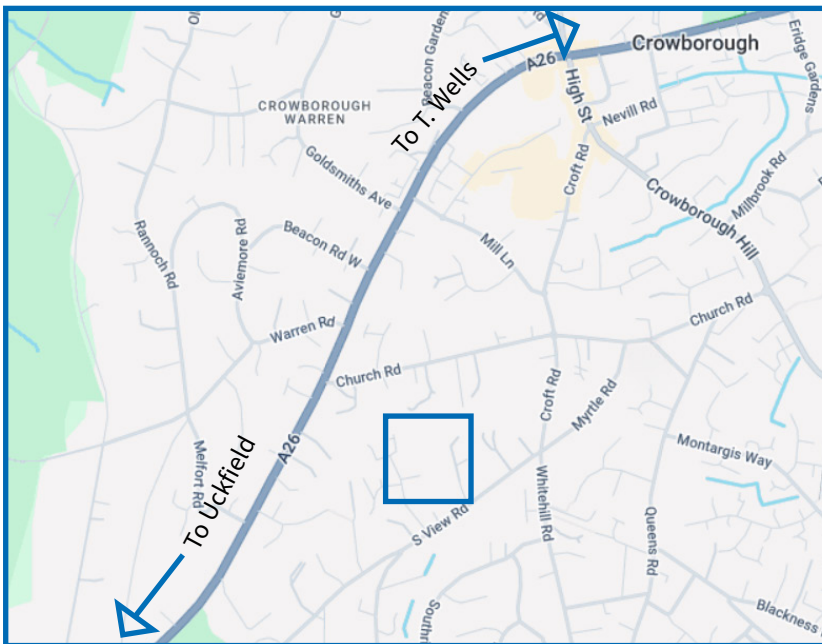 Beacon Gardens
To T. Wells
A26
Crowborough
Eridge Gardens
CROWBOROUGH
WARREN
High St
Nevill Rd
Goldsmiths Ave
Croft Rd
Millbrook Rd
Crowborough Hill
Rannoch Rd
Aviemore Rd
Beacon Rd W
Mill Ln
Warren Rd
Church Rd
Church Rd
Croft Rd
Myrtle Rd
A26
Melfort Rd
To Uckfield
Montargis Way
Whitehill Rd
S View Rd
Queens Rd
Blackness